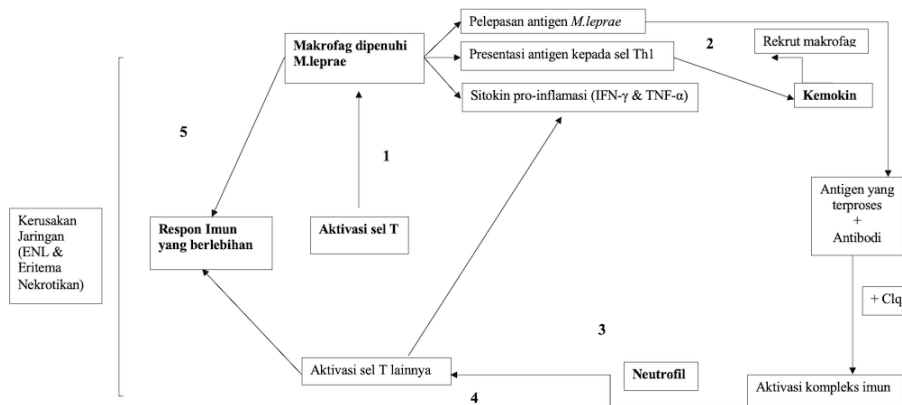 Pelepasan antigen M.leprae
Makrofag dipenuhi
M.leprae
2
Rekrut makrofag
Presentasi antigen kepada sel Th1
Kemokin
Sitokin pro-inflamasi (IFN-γ & TNF-α)
5
1
Antigen yang
terproses
+
Antibodi
Kerusakan
Jaringan
(ENL &
Eritema
Nekrotikan)
Respon Imun
yang berlebihan
Aktivasi sel T
+ Clq
3
Aktivasi sel T lainnya
Neutrofil
4
Aktivasi kompleks imun